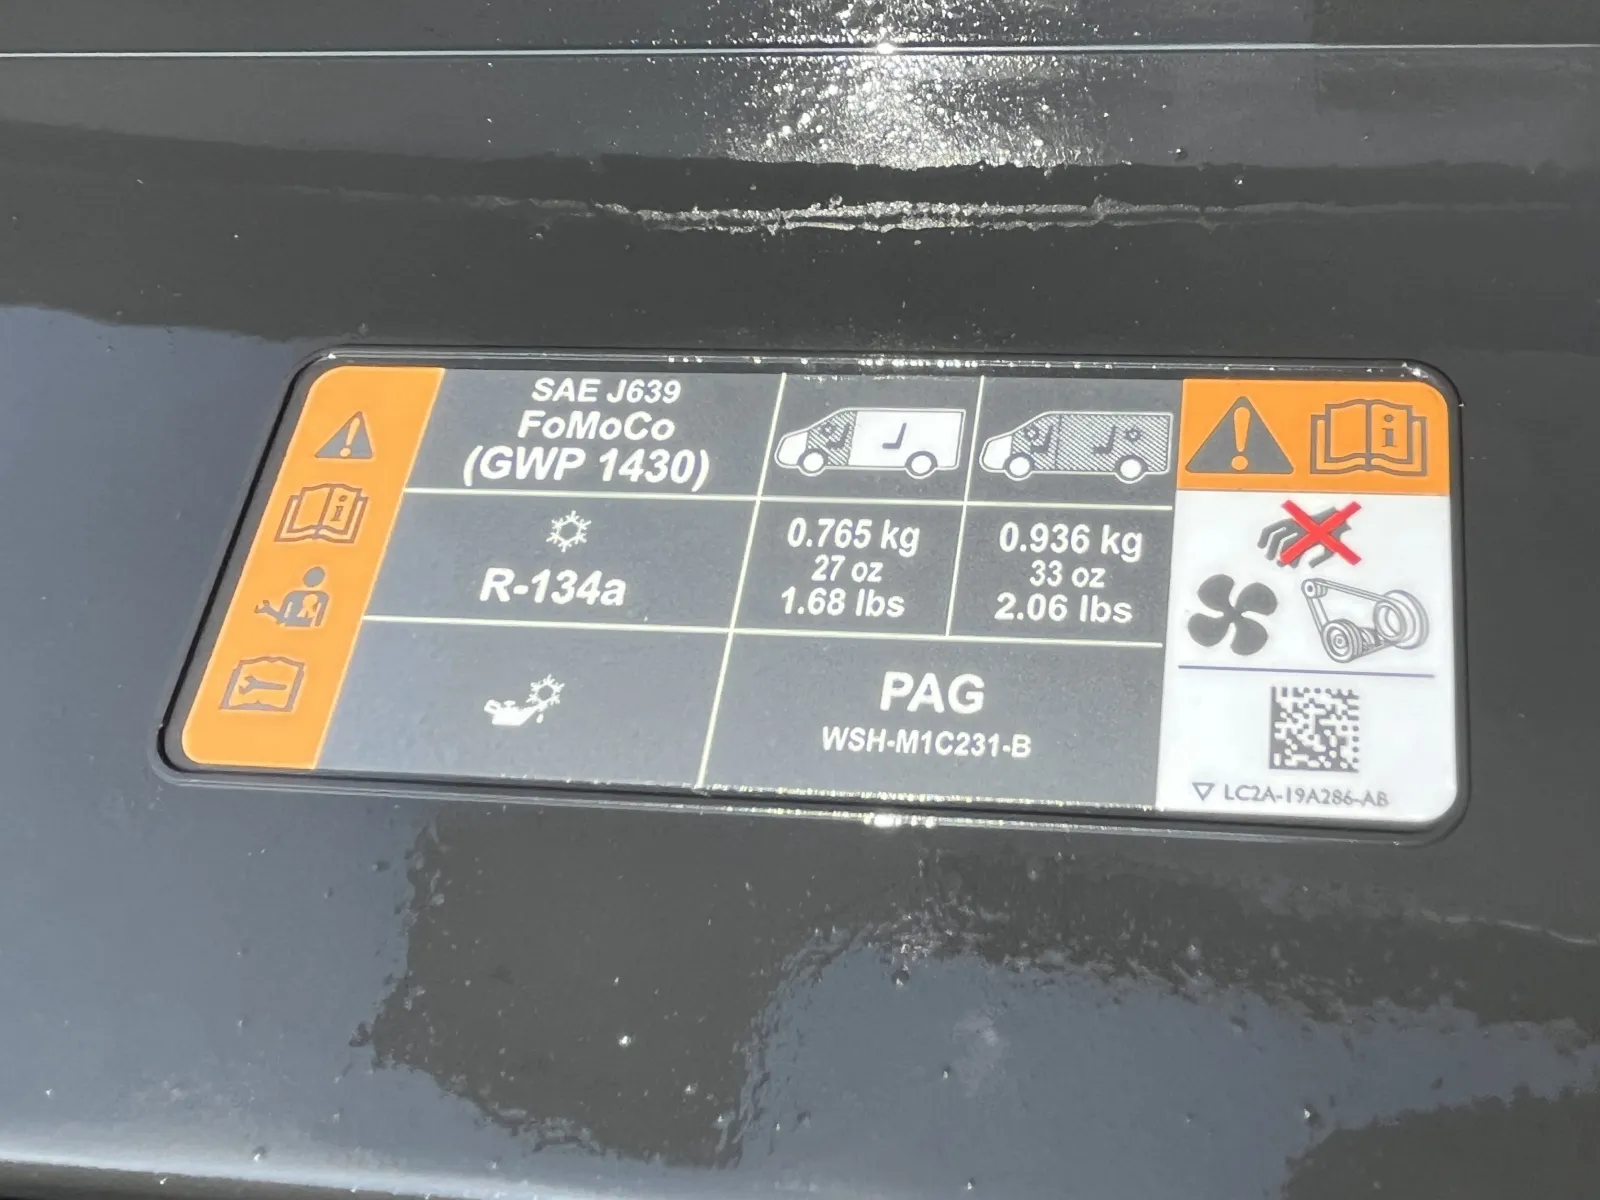 SAE J639
FoMoCo
(GWP 1430)
R-134a
0.765 kg
27 oz
1.68 lbs
0.936 kg
33 oz
2.06 lbs
PAG
WSH-M1C231-B
LC2A-19A286-AB